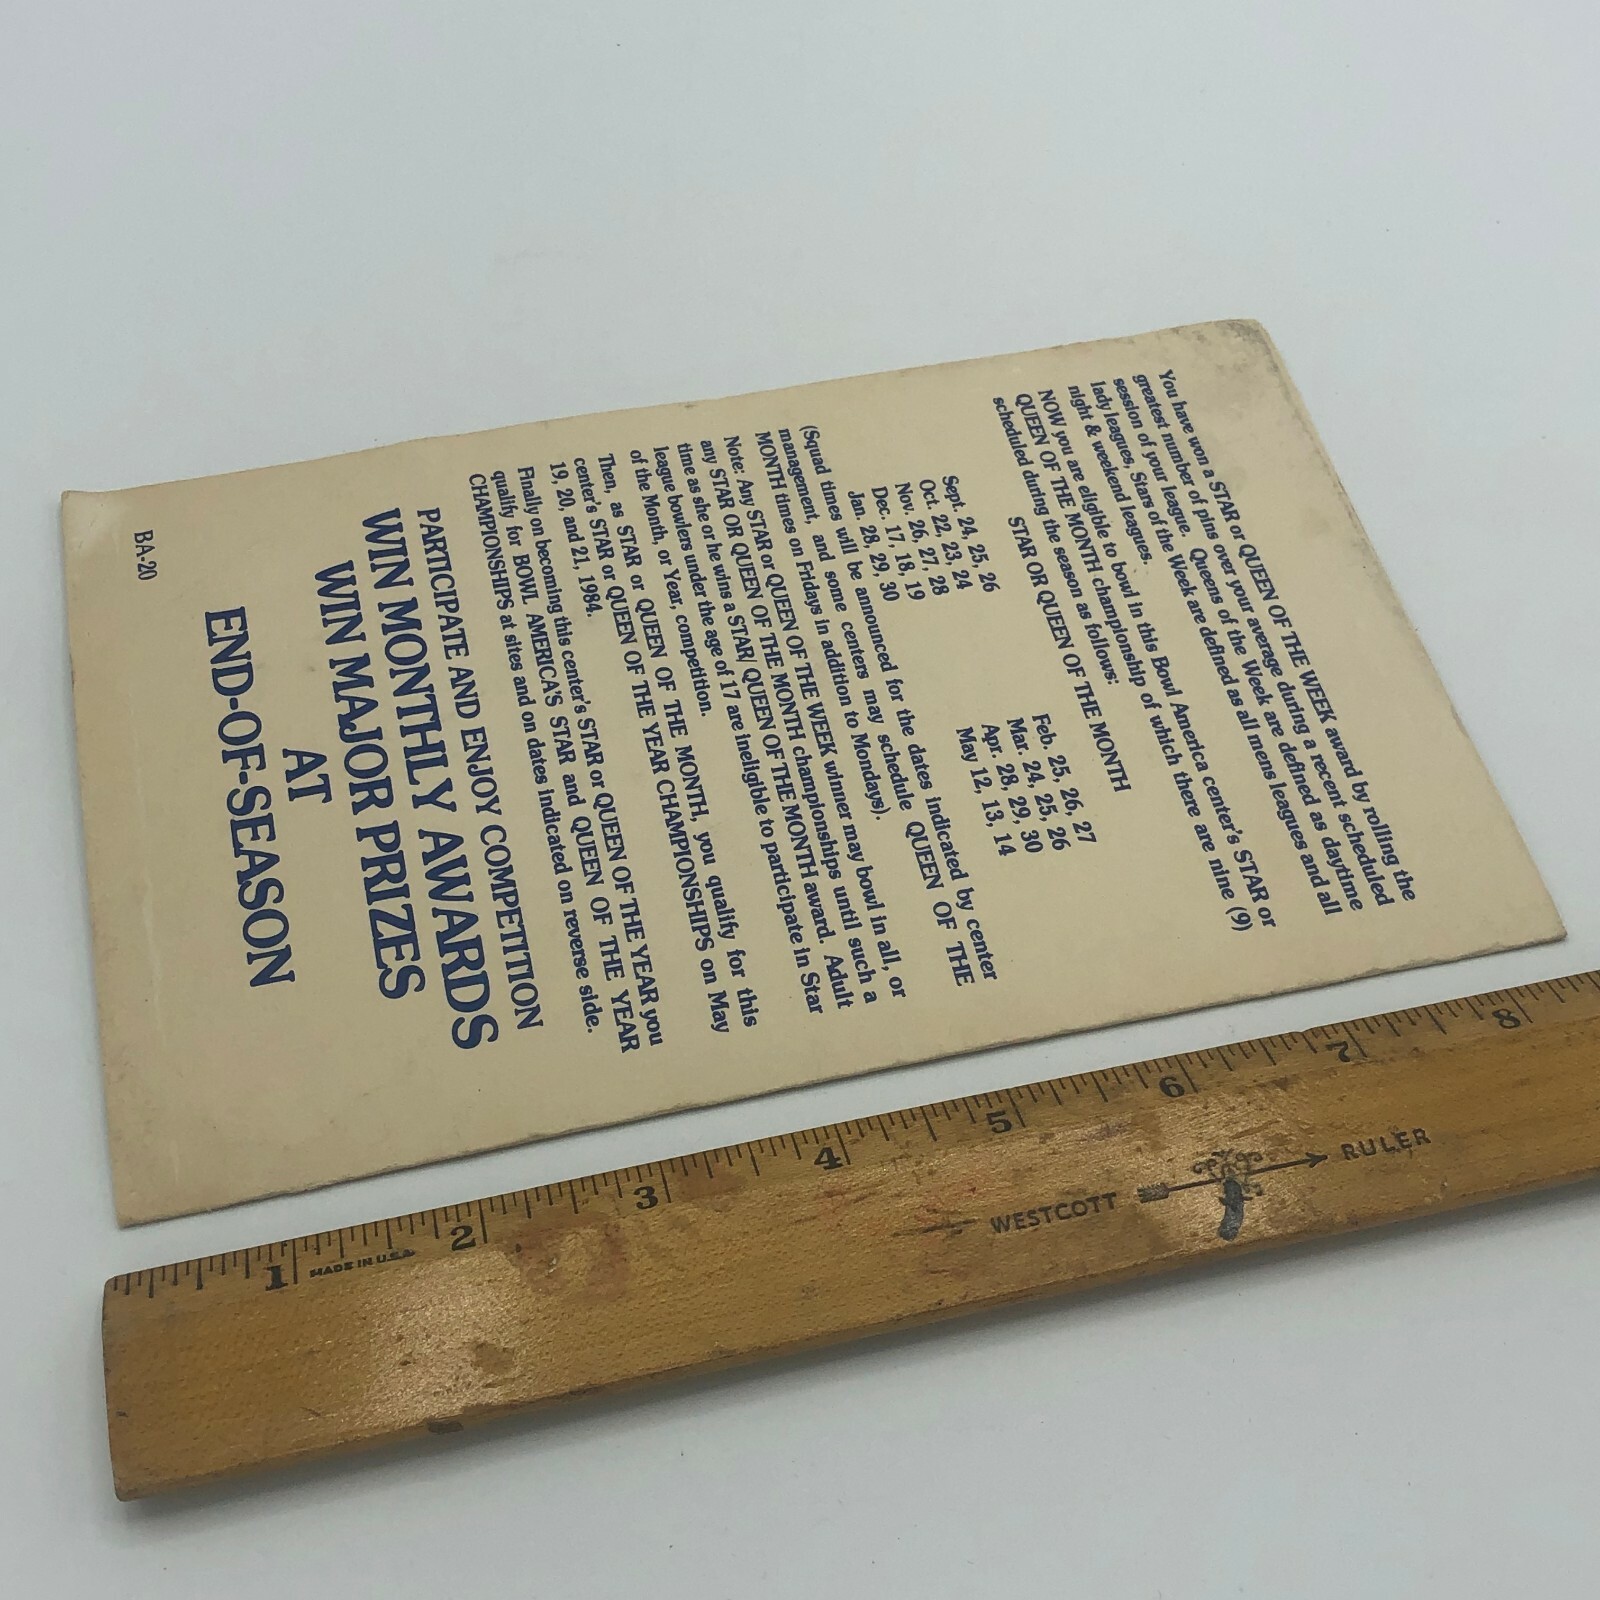 You have won a STAR or QUEEN OF THE WEEK award by rolling the
greatest number of pins over your average during a recent scheduled
session of your league. Queens of the Week are defined as daytime
lady leagues, Stars of the Week are defined as all mens leagues and all
night & weekend leagues.
NOW you are eligible to bowl in this Bowl America center's STAR or
QUEEN OF THE MONTH championship of which there are nine (9)
scheduled during the season as follows:
STAR OR QUEEN OF THE MONTH
Sept. 24, 25, 26
Oct. 22, 23, 24
Nov. 26, 27, 28
Dec. 17, 18, 19
Jan. 28, 29, 30
Feb. 25, 26, 27
Mar. 24, 25, 26
Apr. 28, 29, 30
May 12, 13, 14
(Squad times will be announced for the dates indicated by center
management, and some centers may schedule QUEEN OF THE
MONTH times on Fridays in addition to Mondays).
Note: Any STAR or QUEEN OF THE WEEK winner may bowl in all, or
any STAR OR QUEEN OF THE MONTH championships until such a
time as she or he wins a STAR/ QUEEN OF THE MONTH award. Adult
league bowlers under the age of 17 are ineligible to participate in Star
of the Month, or Year, competition.
Then, as STAR or QUEEN OF THE MONTH, you qualify for this
center's STAR or QUEEN OF THE YEAR CHAMPIONSHIPS on May
19, 20, and 21, 1984.
Finally on becoming this center's STAR or QUEEN OF THE YEAR you
qualify for BOWL AMERICA'S STAR and QUEEN OF THE YEAR
CHAMPIONSHIPS at sites and on dates indicated on reverse side.
PARTICIPATE AND ENJOY COMPETITION
WIN MONTHLY AWARDS
WIN MAJOR PRIZES
AT
END-OF-SEASON
BA-20
1 2 3 4 5 6 7 8
MADE IN U.S.A.
WESTCOTT RULER